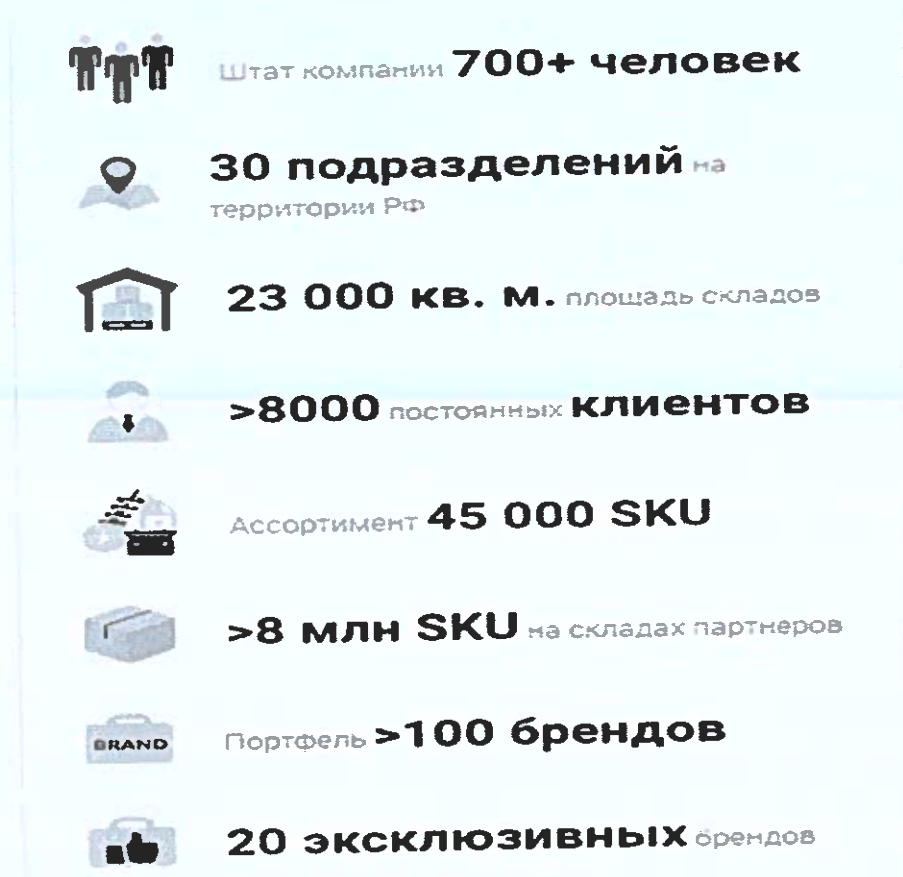 Штат компании 700+ человек
30 подразделений на
территории РФ
23 000 кв. м. площадь складов
>8000 постоянных клиентов
Ассортимент 45 000 SKU
>8 млн SKU на складах партнеров
BRAND
Портфель >100 брендов
20 эксклюзивных брендов